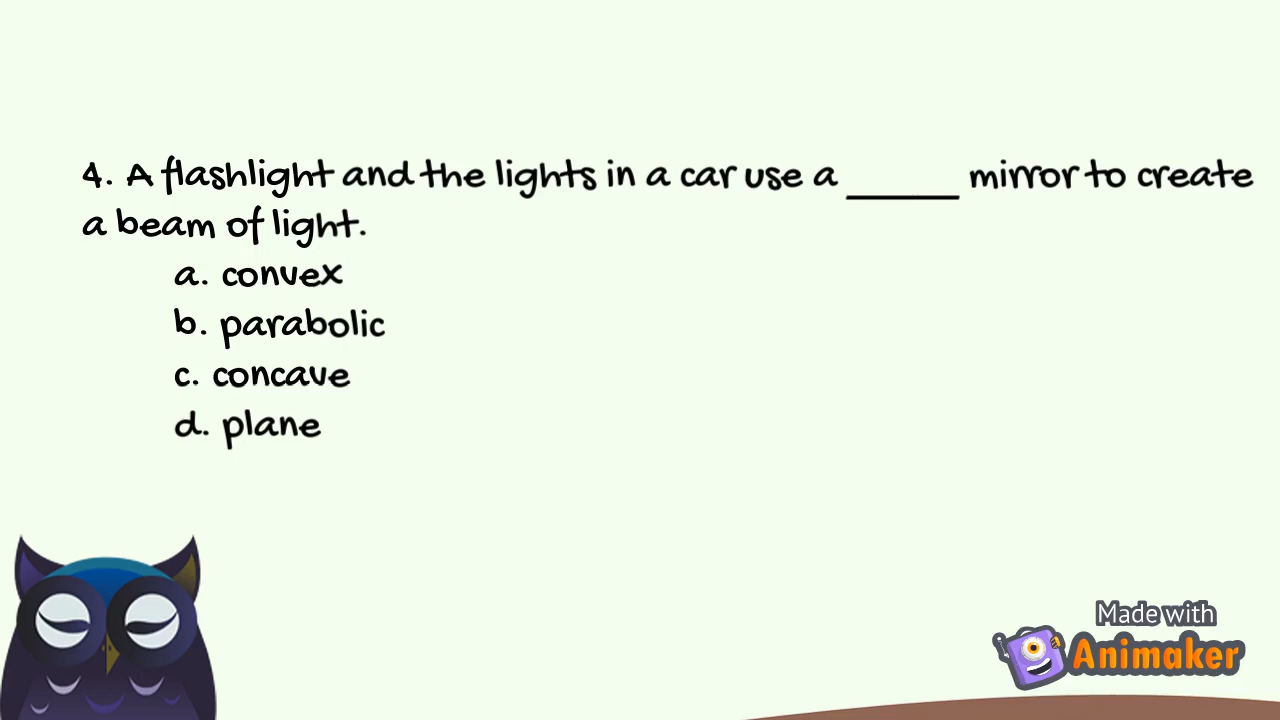 4. A flashlight and the lights in a car use a ______ mirror to create
a beam of light.
a. convex
b. parabolic
c. concave
d. plane
Made with
Animaker